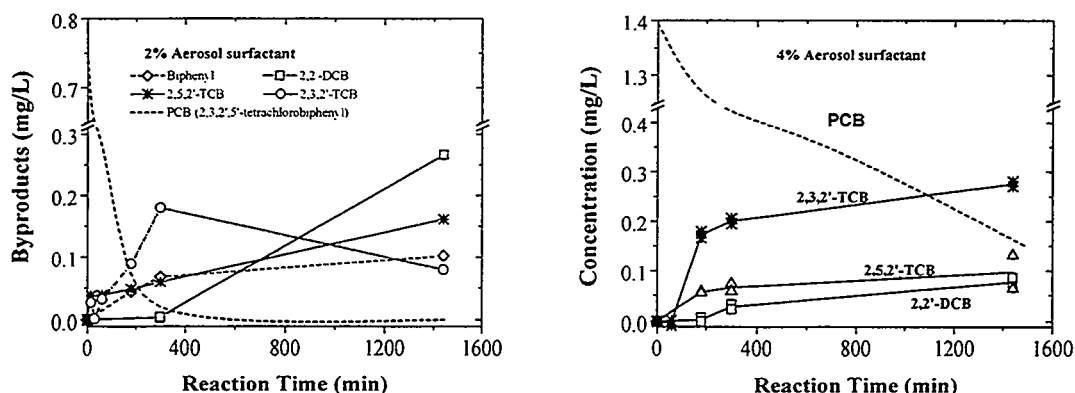 0.8
0.7
0.3
0.2
0.1
0.0
Byproducts (mg/L)
2% Aerosol surfactant
Biphenyl
2,2-DCB
2,5,2'-TCB
2,3,2'-TCB
PCB (2,3,2',5'-tetrachlorobiphenyl)
0 400 800 1200 1600
Reaction Time (min)
1.4
1.3
0.4
0.3
0.2
0.1
0.0
Concentration (mg/L)
4% Aerosol surfactant
PCB
2,3,2'-TCB
2,5,2'-TCB
2,2'-DCB
0 400 800 1200 1600
Reaction Time (min)